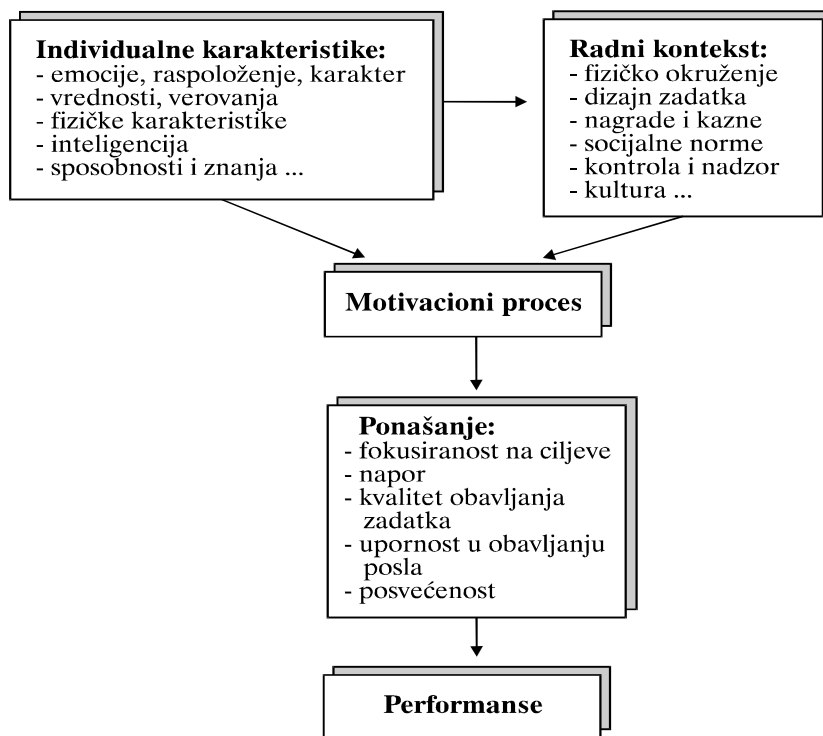 Individualne karakteristike:
- emocije, raspoloženje, karakter
- vrednosti, verovanja
- fizičke karakteristike
- inteligencija
- sposobnosti i znanja ...
Radni kontekst:
- fizičko okruženje
- dizajn zadatka
- nagrade i kazne
- socijalne norme
- kontrola i nadzor
- kultura ...
Motivacioni proces
Ponašanje:
- fokusiranost na ciljeve
- napor
- kvalitet obavljanja
zadatka
- upornost u obavljanju
posla
- posvećenost
Performanse